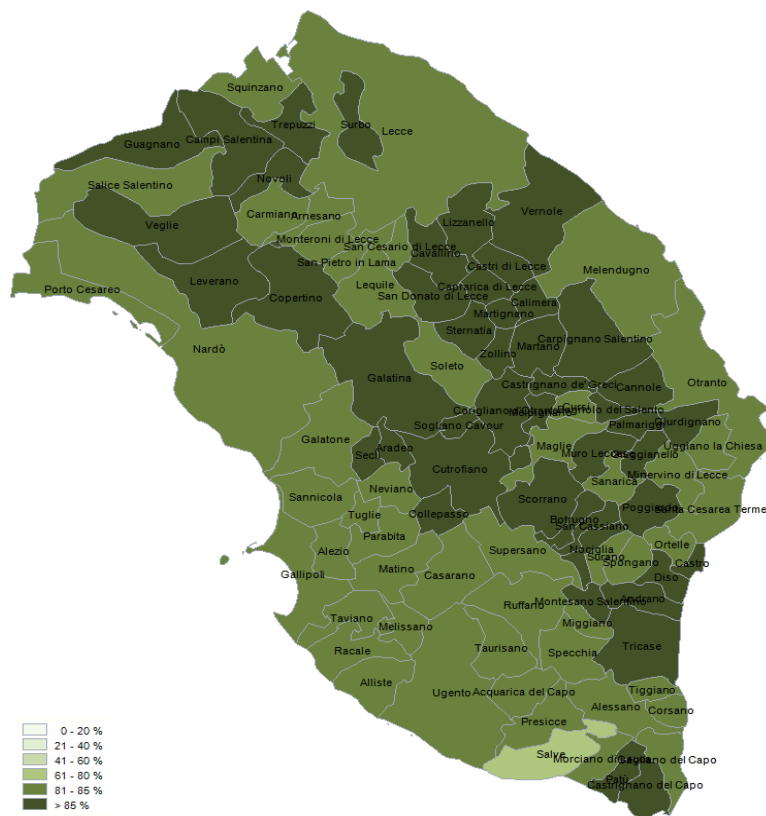 Squinzano
Trepuzzi
Surbo
Lecce
Guagnano
Campi Salentina
Novoli
Salice Salentino
Carmiano
Arnesano
Lizzanello
Vernole
Veglie
Monteroni di Lecce
San Cesario di Lecce
Cavallino
San Pietro in Lama
Castri di Lecce
Melendugno
Porto Cesareo
Leverano
Copertino
Lequile
Caprarica di Lecce
San Donato di Lecce
Calimera
Martignano
Sternatia
Carpignano Salentino
Nardò
Zollino
Martano
Soleto
Galatina
Castrignano de' Greci
Cannole
Otranto
Cursi
Palmariggi
Giurdignano
Sogliano Cavour
Galatone
Aradeo
Maglie
Muro Leccese
Uggiano la Chiesa
Seclì
Cutrofiano
Minervino di Lecce
Sanarica
Neviano
Sannicola
Scorrano
Poggiardo
Santa Cesarea Terme
Tuglie
Collepasso
Botrugno
San Cassiano
Parabita
Alezio
Supersano
Nociglia
Surano
Spongano
Ortelle
Castro
Gallipoli
Matino
Casarano
Diso
Ruffano
Montesano Salentino
Andrano
Taviano
Melissano
Miggiano
Racale
Taurisano
Specchia
Tricase
Alliste
Ugento
Acquarica del Capo
Tiggiano
Alessano
Corsano
Presicce
Salve
Morciano di Leuca
Gagliano del Capo
Patù
Castrignano del Capo
0 - 20 %
21 - 40 %
41 - 60 %
61 - 80 %
81 - 85 %
> 85 %